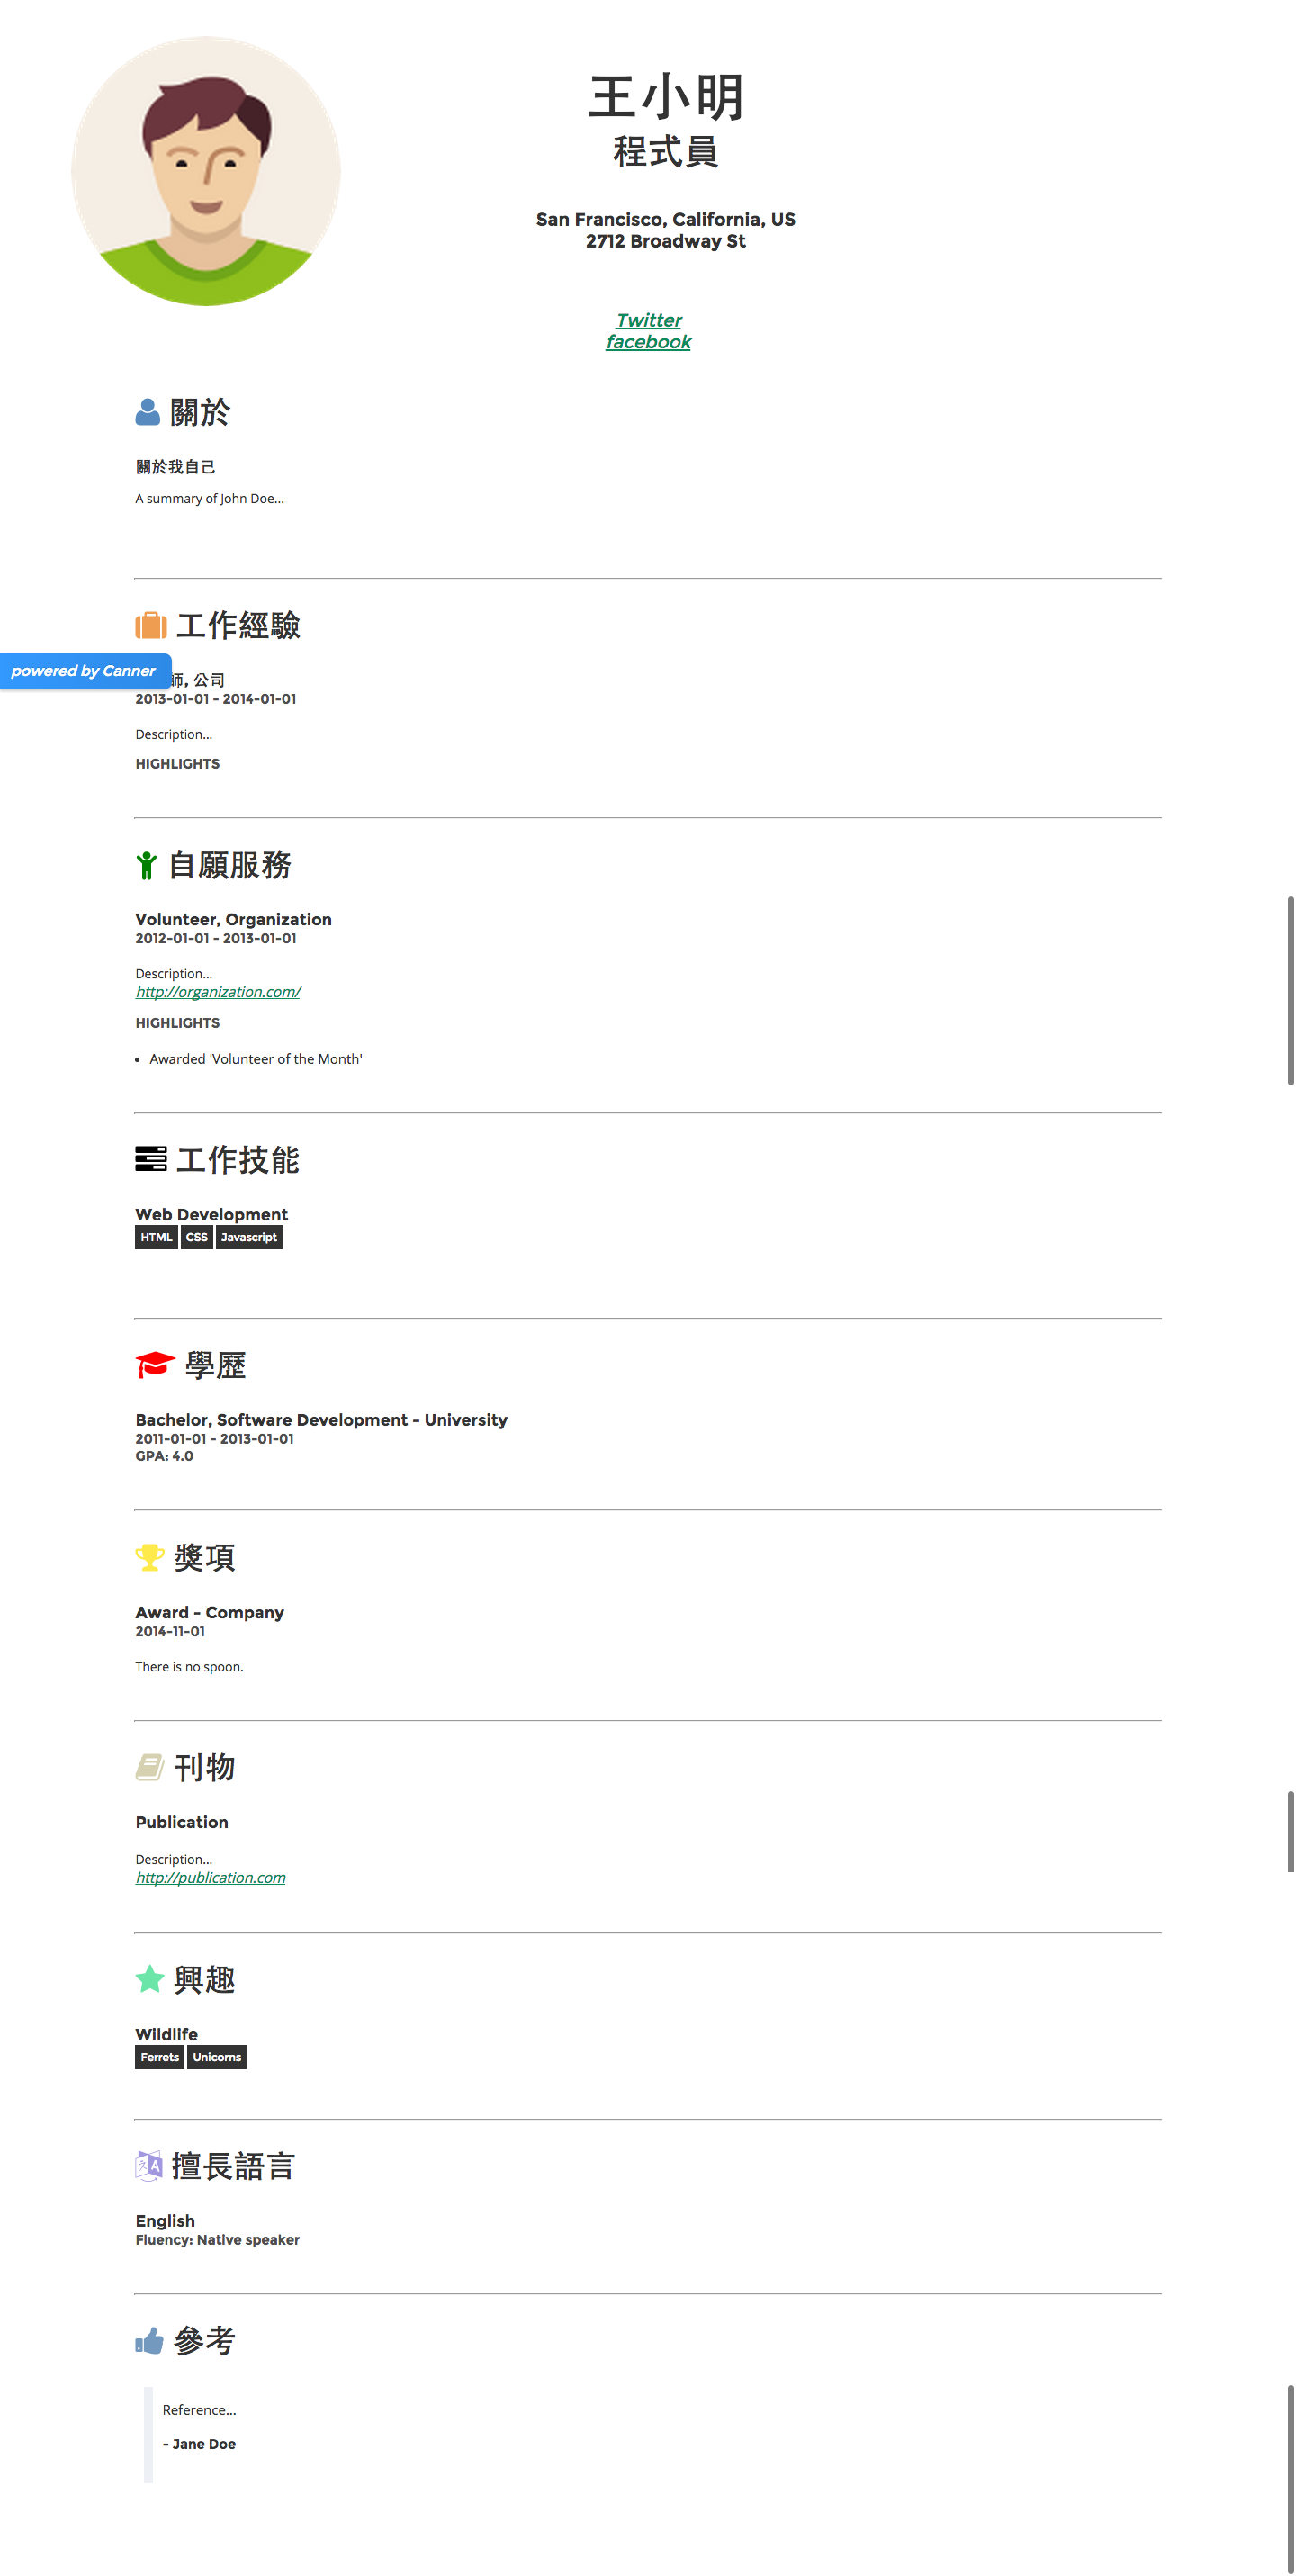 王小明
程式員
San Francisco, California, US
2712 Broadway St
Twitter
facebook
關於
關於我自己
A summary of John Doe...
工作經驗
powered by Canner
師, 公司
2013-01-01 - 2014-01-01
Description...
HIGHLIGHTS
自願服務
Volunteer, Organization
2012-01-01 - 2013-01-01
Description...
http://organization.com/
HIGHLIGHTS
• Awarded 'Volunteer of the Month'
工作技能
Web Development
HTML CSS Javascript
學歷
Bachelor, Software Development - University
2011-01-01 - 2013-01-01
GPA: 4.0
獎項
Award - Company
2014-11-01
There is no spoon.
刊物
Publication
Description...
http://publication.com
興趣
Wildlife
Ferrets Unicorns
擅長語言
English
Fluency: Native speaker
參考
Reference...
- Jane Doe